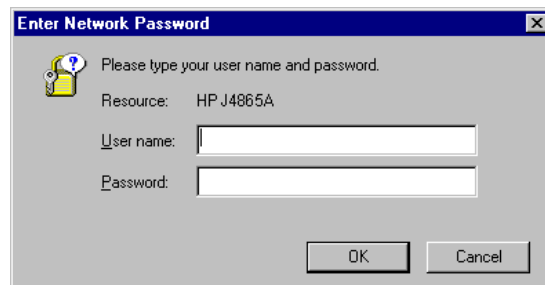 Enter Network Password
Please type your user name and password.
Resource: HP J4865A
User name:
Password:
OK Cancel